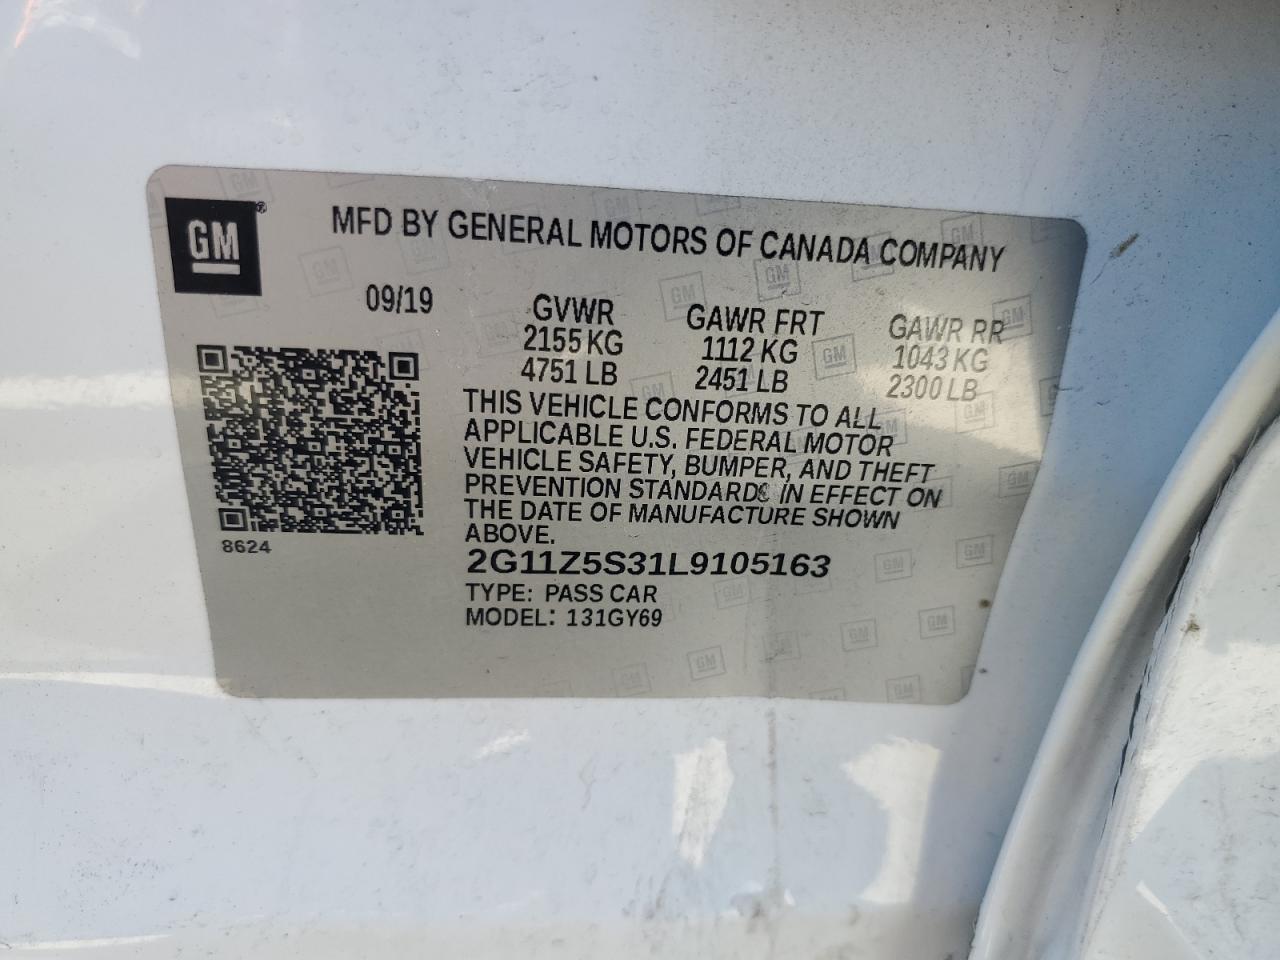 GM®
MFD BY GENERAL MOTORS OF CANADA COMPANY
09/19
GVWR GAWR FRT GAWR RR
2155 KG 1112 KG 1043 KG
4751 LB 2451 LB 2300 LB
THIS VEHICLE CONFORMS TO ALL
APPLICABLE U.S. FEDERAL MOTOR
VEHICLE SAFETY, BUMPER, AND THEFT
PREVENTION STANDARDS IN EFFECT ON
THE DATE OF MANUFACTURE SHOWN
ABOVE.
8624
2G11Z5S31L9105163
TYPE: PASS CAR
MODEL: 131GY69